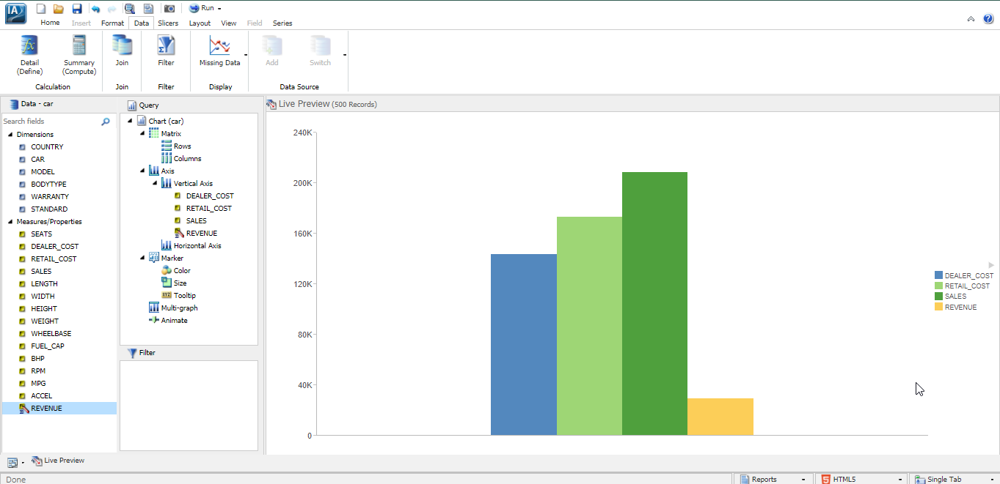 IA
Run
Home Insert Format Data Slicers Layout View Field Series
Detail (Define)
Summary (Compute)
Join
Filter
Missing Data
Add
Switch
Calculation Join Filter Display Data Source
Data - car
Search fields
Dimensions
COUNTRY
CAR
MODEL
BODYTYPE
WARRANTY
STANDARD
Measures/Properties
SEATS
DEALER_COST
RETAIL_COST
SALES
LENGTH
WIDTH
HEIGHT
WEIGHT
WHEELBASE
FUEL_CAP
BHP
RPM
MPG
ACCEL
REVENUE
Query
Chart (car)
Matrix
Rows
Columns
Axis
Vertical Axis
DEALER_COST
RETAIL_COST
SALES
REVENUE
Horizontal Axis
Marker
Color
Size
Tooltip
Multi-graph
Animate
Filter
Live Preview (500 Records)
240K
200K
160K
120K
80K
40K
0
DEALER_COST
RETAIL_COST
SALES
REVENUE
Live Preview
Done
Reports
HTML5
Single Tab